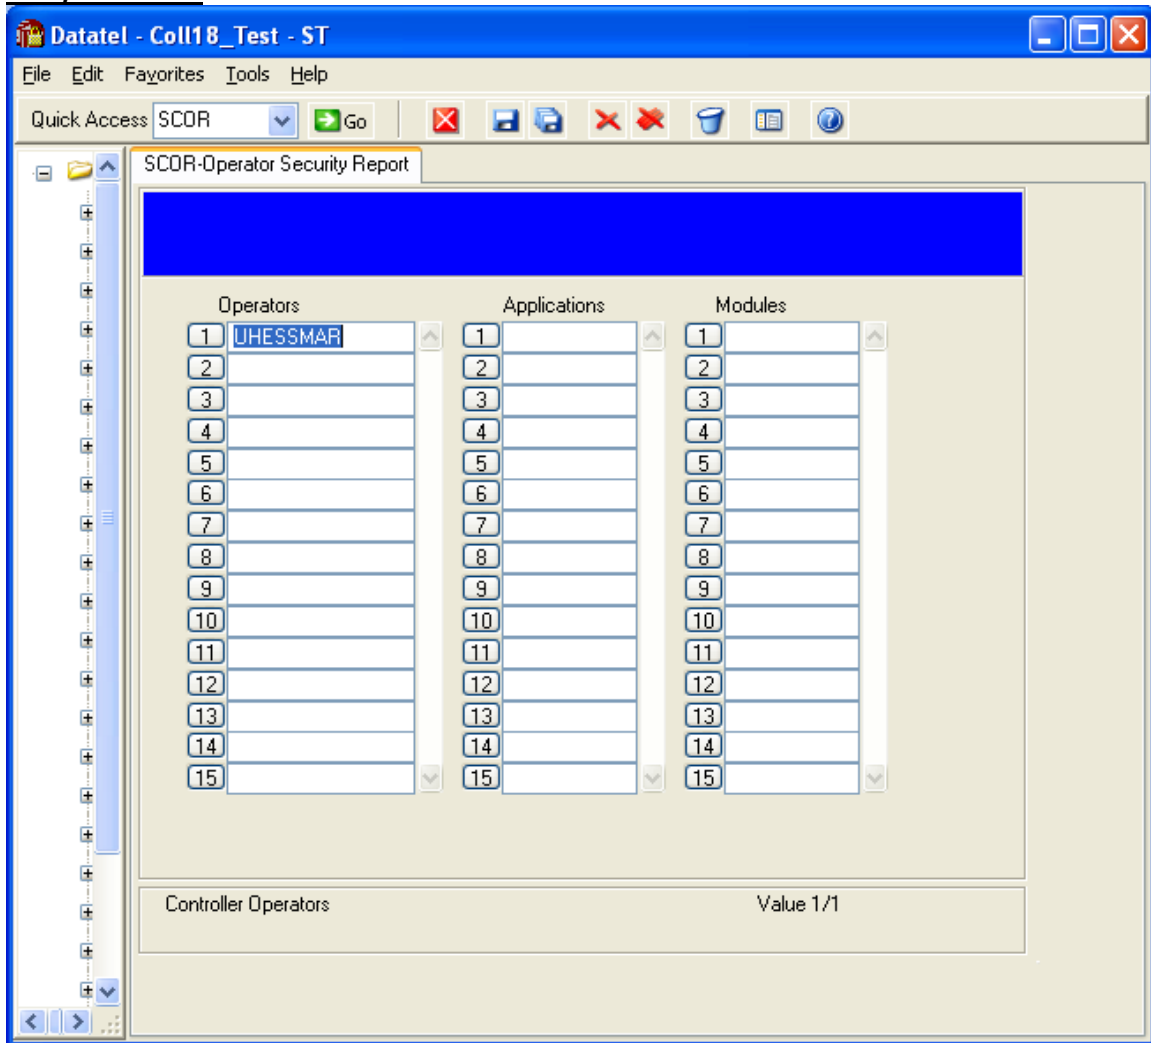 Datatel - Coll18_Test - ST
File Edit Favorites Tools Help
Quick Access SCOR Go
SCOR-Operator Security Report
Operators Applications Modules
1 UHESSMAR 1 1
2 2 2
3 3 3
4 4 4
5 5 5
6 6 6
7 7 7
8 8 8
9 9 9
10 10 10
11 11 11
12 12 12
13 13 13
14 14 14
15 15 15
Controller Operators Value 1/1